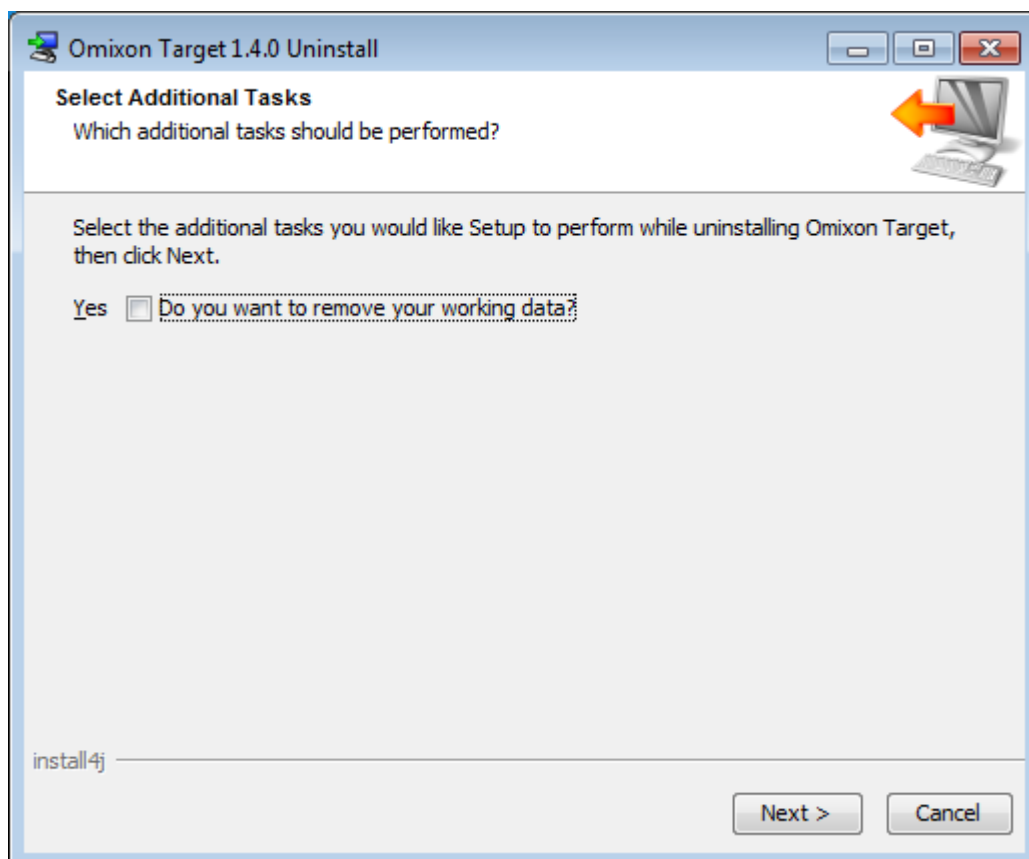 Omixon Target 1.4.0 Uninstall
Select Additional Tasks
Which additional tasks should be performed?
Select the additional tasks you would like Setup to perform while uninstalling Omixon Target,
then click Next.
Yes Do you want to remove your working data?
install4j
Next > Cancel